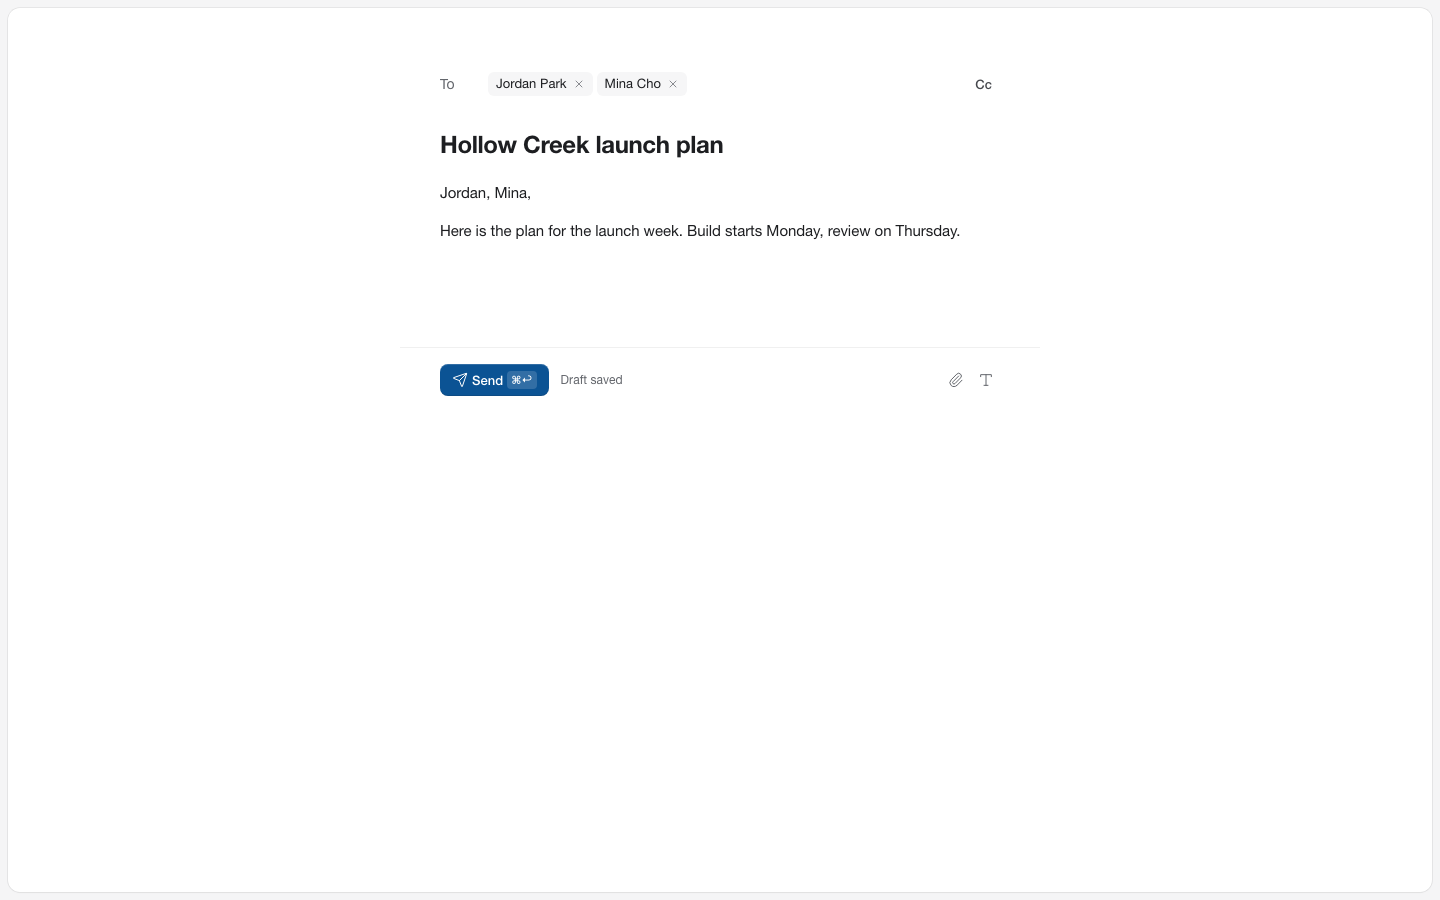 To Jordan Park Mina Cho Cc
Hollow Creek launch plan
Jordan, Mina,
Here is the plan for the launch week. Build starts Monday, review on Thursday.
Send ⌘↩ Draft saved